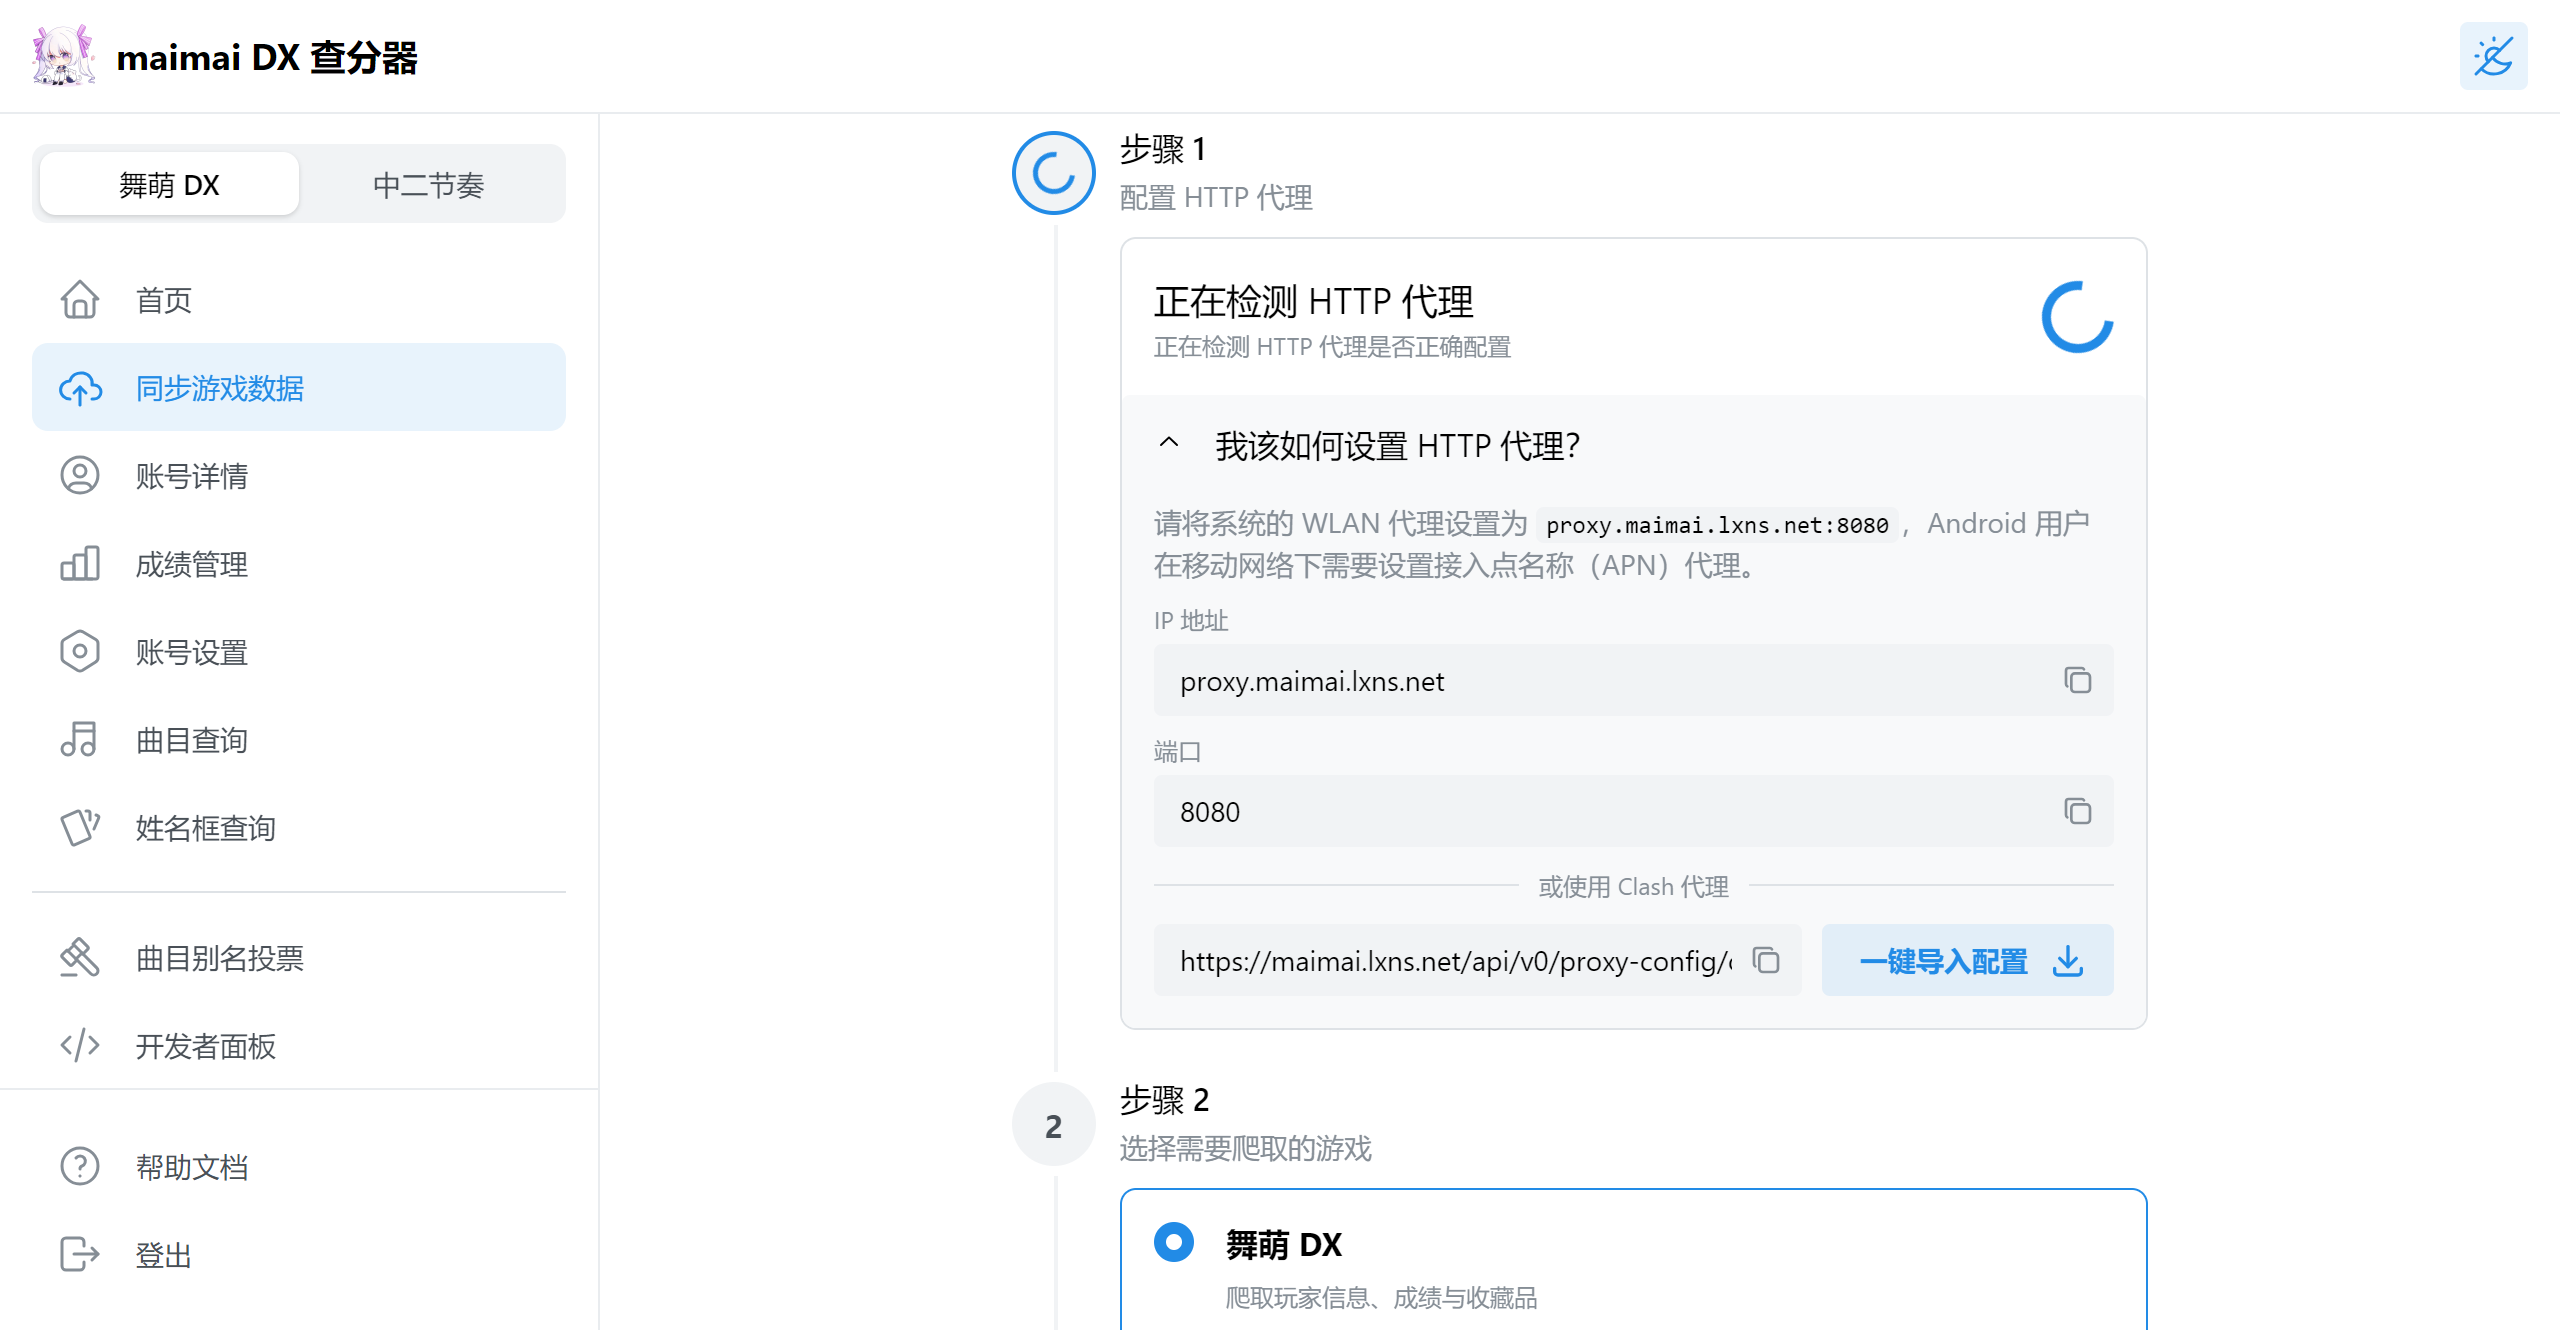 maimai DX 查分器
舞萌 DX
中二节奏
首页
同步游戏数据
账号详情
成绩管理
账号设置
曲目查询
姓名框查询
曲目别名投票
开发者面板
帮助文档
登出
步骤 1
配置 HTTP 代理
正在检测 HTTP 代理
正在检测 HTTP 代理是否正确配置
我该如何设置 HTTP 代理？
请将系统的 WLAN 代理设置为 proxy.maimai.lxns.net:8080，Android 用户
在移动网络下需要设置接入点名称（APN）代理。
IP 地址
proxy.maimai.lxns.net
端口
8080
或使用 Clash 代理
https://maimai.lxns.net/api/v0/proxy-config/
一键导入配置
2
步骤 2
选择需要爬取的游戏
舞萌 DX
爬取玩家信息、成绩与收藏品